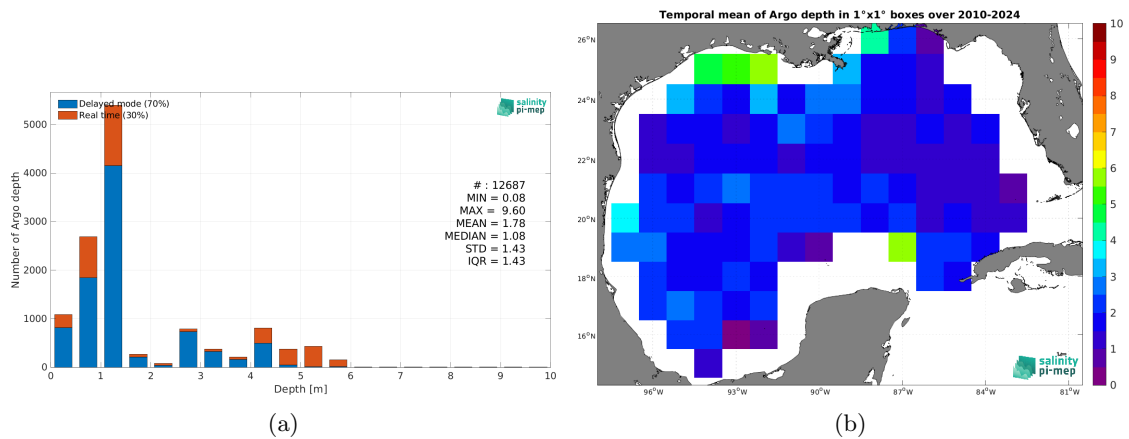 Delayed mode (70%)
Real time (30%)
salinity
pi-mep
# : 12687
MIN = 0.08
MAX = 9.60
MEAN = 1.78
MEDIAN = 1.08
STD = 1.43
IQR = 1.43
Number of Argo depth
5000
4000
3000
2000
1000
0
0 1 2 3 4 5 6 7 8 9 10
Depth [m]
(a)
Temporal mean of Argo depth in 1°x1° boxes over 2010-2024
26°N
24°N
22°N
20°N
18°N
16°N
96°W 93°W 90°W 87°W 84°W 81°W
salinity
pi-mep
10
9
8
7
6
5
4
3
2
1
0
(b)